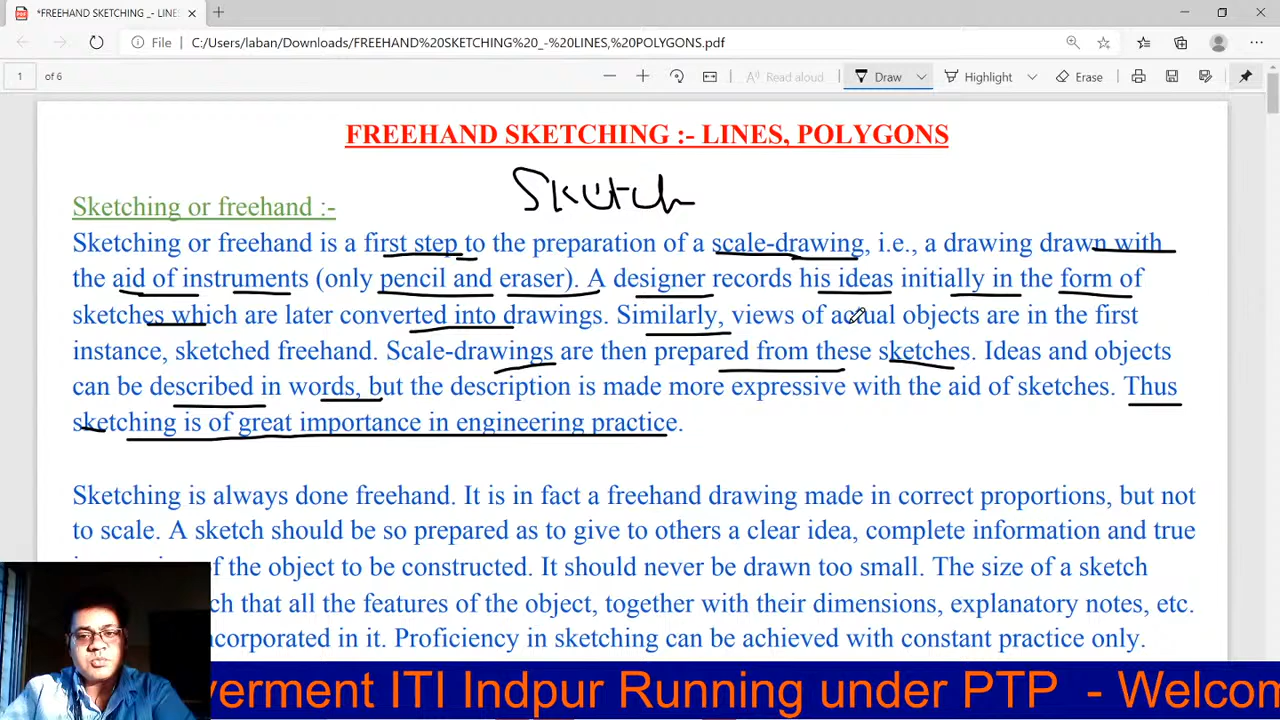 *FREEHAND SKETCHING _- LINES
File C:/Users/laban/Downloads/FREEHAND%20SKETCHING%20_-%20LINES,%20POLYGONS.pdf
1 of 6 Read aloud Draw Highlight Erase
FREEHAND SKETCHING :- LINES, POLYGONS
Sketch
Sketching or freehand :-
Sketching or freehand is a first step to the preparation of a scale-drawing, i.e., a drawing drawn with
the aid of instruments (only pencil and eraser). A designer records his ideas initially in the form of
sketches which are later converted into drawings. Similarly, views of actual objects are in the first
instance, sketched freehand. Scale-drawings are then prepared from these sketches. Ideas and objects
can be described in words, but the description is made more expressive with the aid of sketches. Thus
sketching is of great importance in engineering practice.
Sketching is always done freehand. It is in fact a freehand drawing made in correct proportions, but not
to scale. A sketch should be so prepared as to give to others a clear idea, complete information and true
of the object to be constructed. It should never be drawn too small. The size of a sketch
ch that all the features of the object, together with their dimensions, explanatory notes, etc.
ncorporated in it. Proficiency in sketching can be achieved with constant practice only.
verment ITI Indpur Running under PTP - Welcom